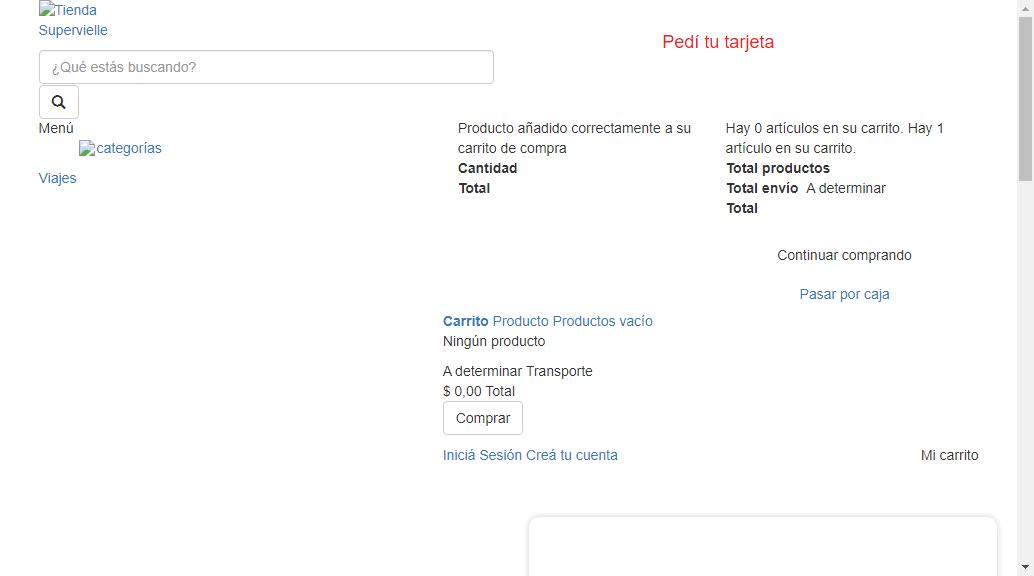 Tienda
Supervielle
Pedí tu tarjeta
¿Qué estás buscando?
Menú
categorías
Viajes
Producto añadido correctamente a su
carrito de compra
Cantidad
Total
Hay 0 artículos en su carrito. Hay 1
artículo en su carrito.
Total productos
Total envío A determinar
Total
Continuar comprando
Pasar por caja
Carrito Producto Productos vacío
Ningún producto
A determinar Transporte
$ 0,00 Total
Comprar
Iniciá Sesión Creá tu cuenta
Mi carrito